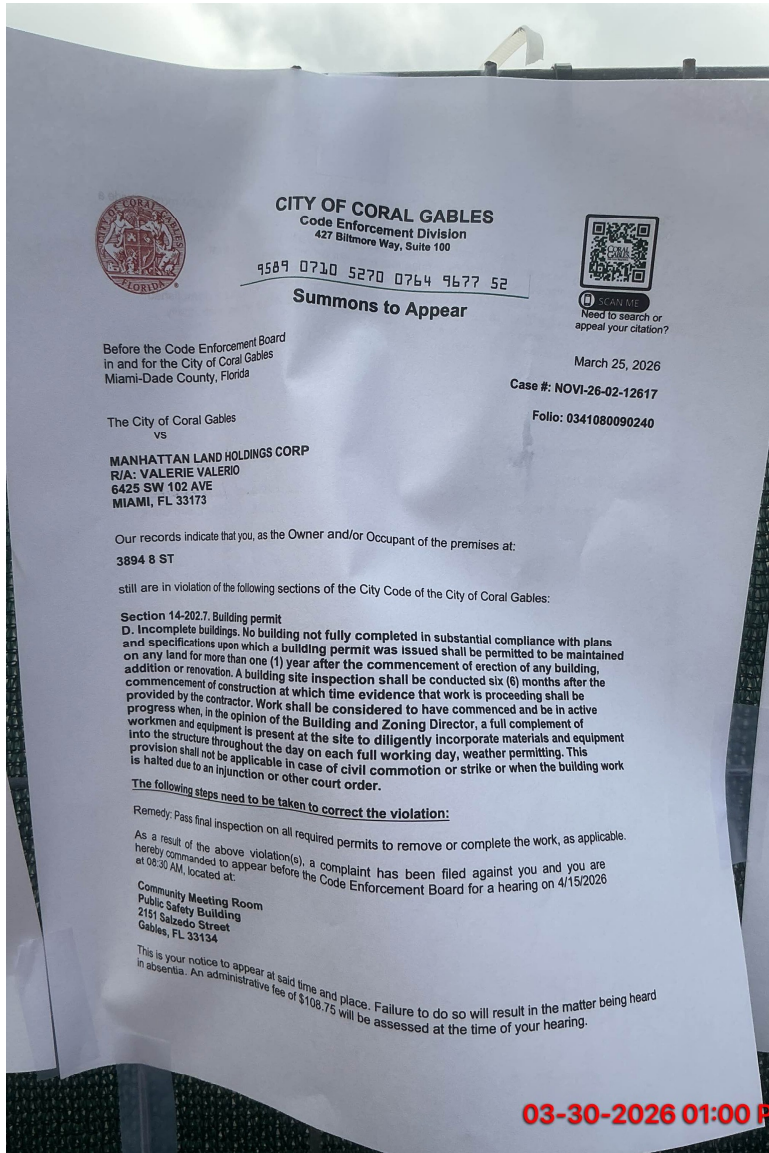 CITY OF CORAL GABLES
FLORIDA
CITY OF CORAL GABLES
Code Enforcement Division
427 Biltmore Way, Suite 100
9589 0710 5270 0764 9677 52
Summons to Appear
CORAL GABLES
SCAN ME
Need to search or
appeal your citation?
Before the Code Enforcement Board
in and for the City of Coral Gables
Miami-Dade County, Florida
March 25, 2026
Case #: NOVI-26-02-12617
Folio: 0341080090240
The City of Coral Gables
vs
MANHATTAN LAND HOLDINGS CORP
R/A: VALERIE VALERIO
6425 SW 102 AVE
MIAMI, FL 33173
Our records indicate that you, as the Owner and/or Occupant of the premises at:
3894 8 ST
still are in violation of the following sections of the City Code of the City of Coral Gables:
Section 14-202.7. Building permit
D. Incomplete buildings. No building not fully completed in substantial compliance with plans
and specifications upon which a building permit was issued shall be permitted to be maintained
on any land for more than one (1) year after the commencement of erection of any building,
addition or renovation. A building site inspection shall be conducted six (6) months after the
commencement of construction at which time evidence that work is proceeding shall be
provided by the contractor. Work shall be considered to have commenced and be in active
progress when, in the opinion of the Building and Zoning Director, a full complement of
workmen and equipment is present at the site to diligently incorporate materials and equipment
into the structure throughout the day on each full working day, weather permitting. This
provision shall not be applicable in case of civil commotion or strike or when the building work
is halted due to an injunction or other court order.
The following steps need to be taken to correct the violation:
Remedy: Pass final inspection on all required permits to remove or complete the work, as applicable.
As a result of the above violation(s), a complaint has been filed against you and you are
hereby commanded to appear before the Code Enforcement Board for a hearing on 4/15/2026
at 08:30 AM, located at:
Community Meeting Room
Public Safety Building
2151 Salzedo Street
Gables, FL 33134
This is your notice to appear at said time and place. Failure to do so will result in the matter being heard
in absentia. An administrative fee of $108.75 will be assessed at the time of your hearing.
03-30-2026 01:00 P